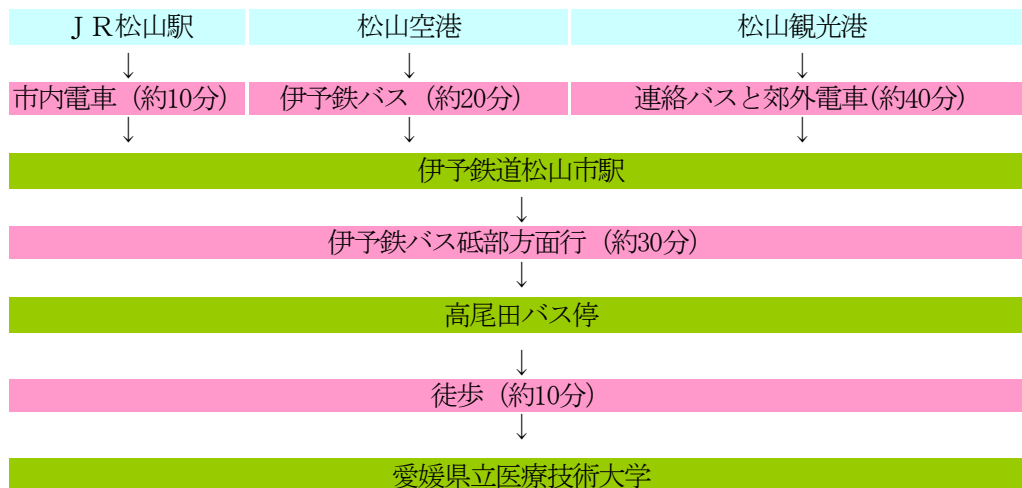 ＪＲ松山駅 松山空港 松山観光港
↓ ↓ ↓
市内電車（約10分） 伊予鉄バス（約20分） 連絡バスと郊外電車(約40分）
↓ ↓ ↓
伊予鉄道松山市駅
↓
伊予鉄バス砥部方面行（約30分）
↓
高尾田バス停
↓
徒歩（約10分）
↓
愛媛県立医療技術大学